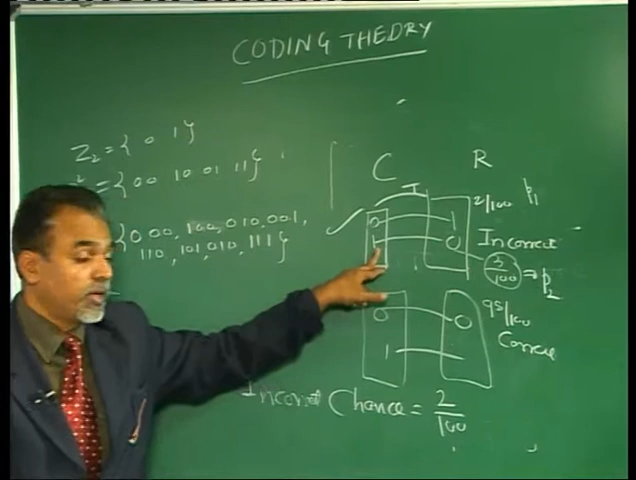 CODING THEORY
Z2 = { 0 1 }
2 = { 00 10 01 11 }
{ 000, 100, 010, 001,
110, 101, 010, 111 }
C R
I
0 1 2/100 p1
1 0 Incorrect
3/100 ⇒ p2
0 0 95/100
1 Correct
Incorrect Chance = 2/100